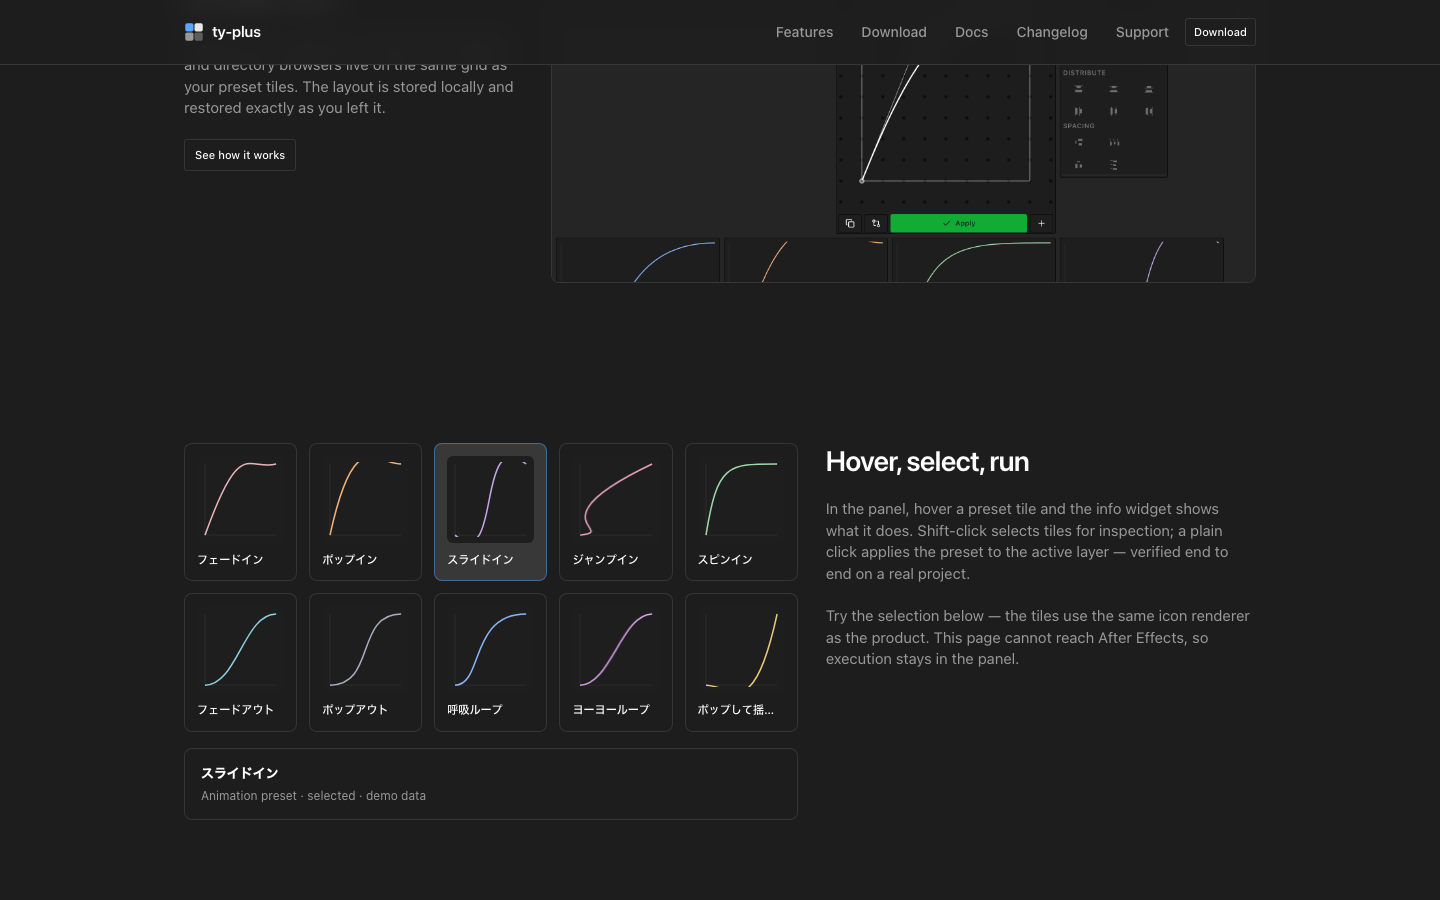 ty-plus
Features
Download
Docs
Changelog
Support
Download
and directory browsers live on the same grid as
your preset tiles. The layout is stored locally and
restored exactly as you left it.
See how it works
DISTRIBUTE
SPACING
Apply
フェードイン
ポップイン
スライドイン
ジャンプイン
スピンイン
フェードアウト
ポップアウト
呼吸ループ
ヨーヨーループ
ポップして揺...
スライドイン
Animation preset · selected · demo data
Hover, select, run
In the panel, hover a preset tile and the info widget shows
what it does. Shift-click selects tiles for inspection; a plain
click applies the preset to the active layer — verified end to
end on a real project.
Try the selection below — the tiles use the same icon renderer
as the product. This page cannot reach After Effects, so
execution stays in the panel.